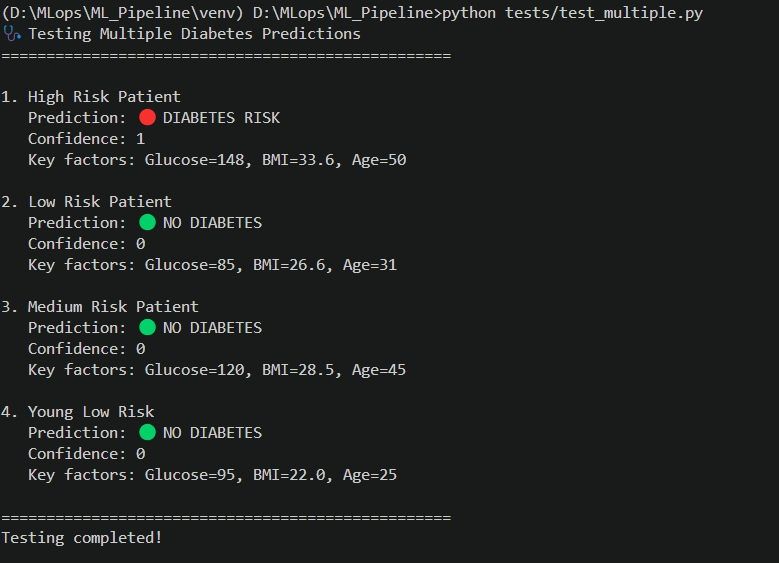 (D:\MLops\ML_Pipeline\venv) D:\MLops\ML_Pipeline>python tests/test_multiple.py
🩺 Testing Multiple Diabetes Predictions
==================================================
1. High Risk Patient
Prediction: 🔴 DIABETES RISK
Confidence: 1
Key factors: Glucose=148, BMI=33.6, Age=50
2. Low Risk Patient
Prediction: 🟢 NO DIABETES
Confidence: 0
Key factors: Glucose=85, BMI=26.6, Age=31
3. Medium Risk Patient
Prediction: 🟢 NO DIABETES
Confidence: 0
Key factors: Glucose=120, BMI=28.5, Age=45
4. Young Low Risk
Prediction: 🟢 NO DIABETES
Confidence: 0
Key factors: Glucose=95, BMI=22.0, Age=25
==================================================
Testing completed!